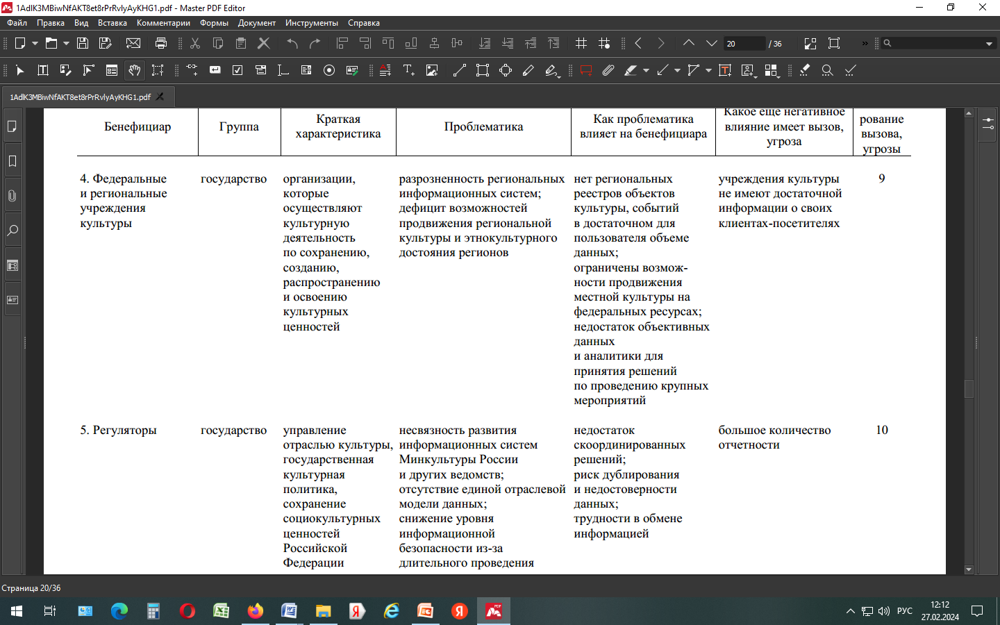 1AdlK3MBiwNfAKT8et8rPrRvlyAyKHG1.pdf - Master PDF Editor
Файл Правка Вид Вставка Комментарии Формы Документ Инструменты Справка
20 / 36
1AdlK3MBiwNfAKT8et8rPrRvlyAyKHG1.pdf
Бенефициар
Группа
Краткая
характеристика
Проблематика
Как проблематика
влияет на бенефициара
Какое еще негативное
влияние имеет вызов,
угроза
рование
вызова,
угрозы
4. Федеральные
и региональные
учреждения
культуры
государство
организации,
которые
осуществляют
культурную
деятельность
по сохранению,
созданию,
распространению
и освоению
культурных
ценностей
разрозненность региональных
информационных систем;
дефицит возможностей
продвижения региональной
культуры и этнокультурного
достояния регионов
нет региональных
реестров объектов
культуры, событий
в достаточном для
пользователя объеме
данных;
ограничены возмож-
ности продвижения
местной культуры на
федеральных ресурсах;
недостаток объективных
данных
и аналитики для
принятия решений
по проведению крупных
мероприятий
учреждения культуры
не имеют достаточной
информации о своих
клиентах-посетителях
9
5. Регуляторы
государство
управление
отраслью культуры,
государственная
культурная
политика,
сохранение
социокультурных
ценностей
Российской
Федерации
несвязность развития
информационных систем
Минкультуры России
и других ведомств;
отсутствие единой отраслевой
модели данных;
снижение уровня
информационной
безопасности из-за
длительного проведения
недостаток
скоординированных
решений;
риск дублирования
и недостоверности
данных;
трудности в обмене
информацией
большое количество
отчетности
10
Страница 20/36
РУС
12:12
27.02.2024